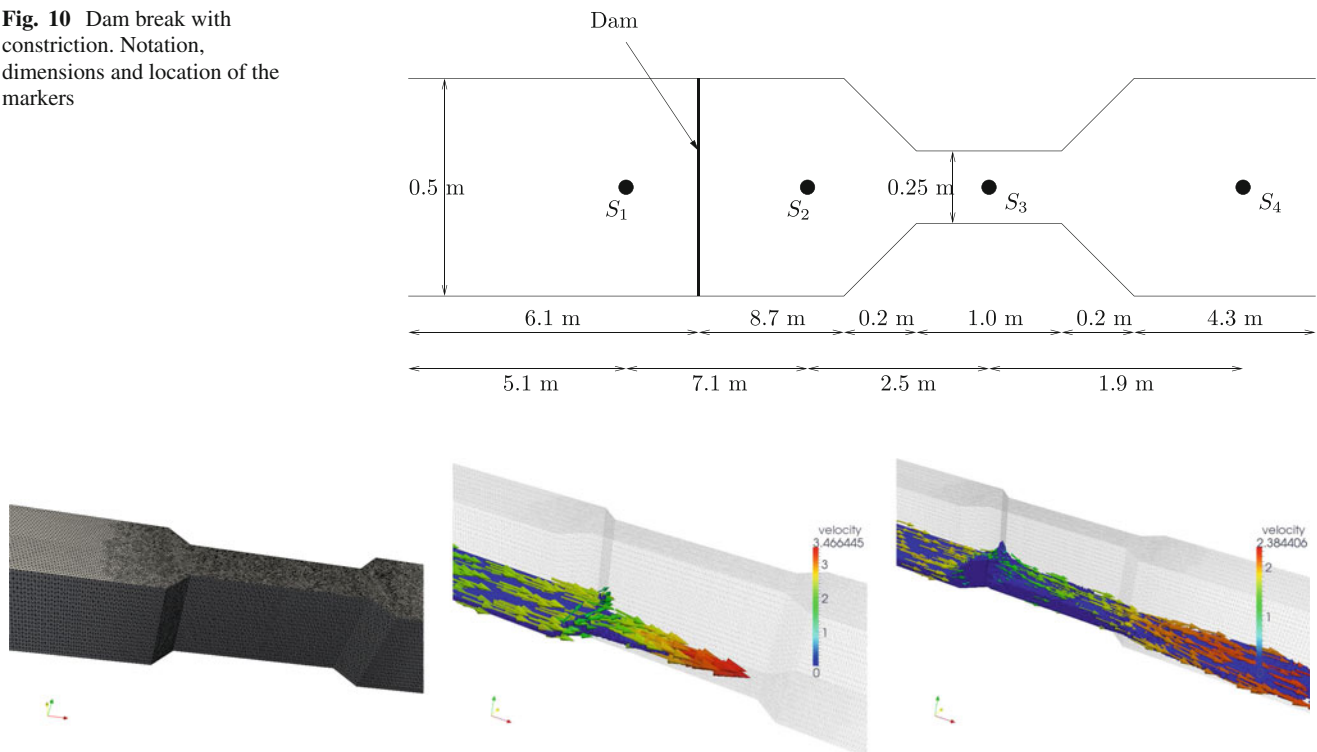 Fig. 10 Dam break with
constriction. Notation,
dimensions and location of the
markers
Dam
0.5 m
0.25 m
S1
S2
S3
S4
6.1 m
8.7 m
0.2 m
1.0 m
0.2 m
4.3 m
5.1 m
7.1 m
2.5 m
1.9 m
velocity
3.466445
3
2
1
0
velocity
2.384406
2
1
0